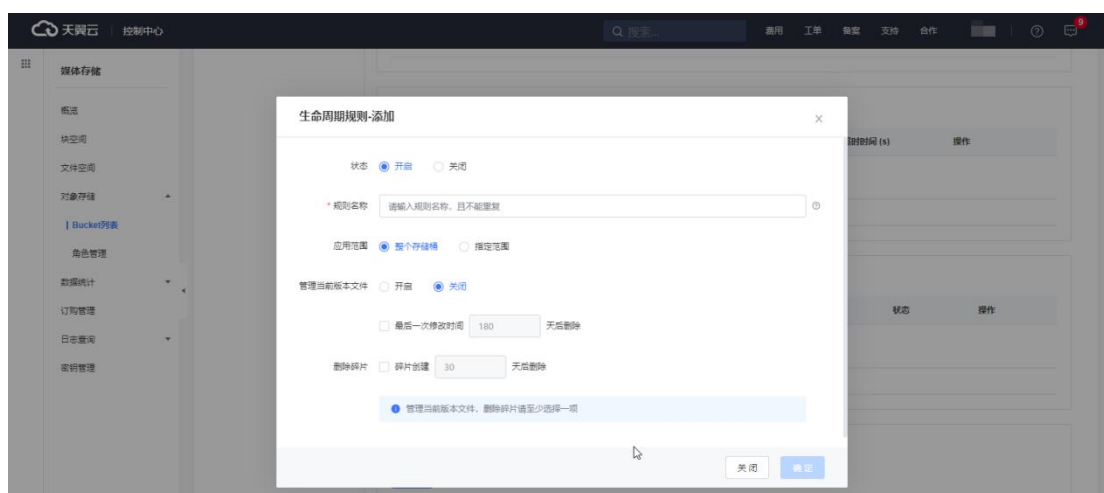 天翼云 控制中心 搜索... 费用 工单 备案 支持 合作 9
媒体存储
概览
块空间
文件空间
对象存储
Bucket列表
角色管理
数据统计
订购管理
日志查询
密钥管理
生命周期规则-添加
时时间 (s) 操作
状态 开启 关闭
* 规则名称 请输入规则名称，且不能重复
应用范围 整个存储桶 指定范围
管理当前版本文件 开启 关闭
状态 操作
最后一次修改时间 180 天后删除
删除碎片 碎片创建 30 天后删除
管理当前版本文件、删除碎片请至少选择一项
关闭 确定